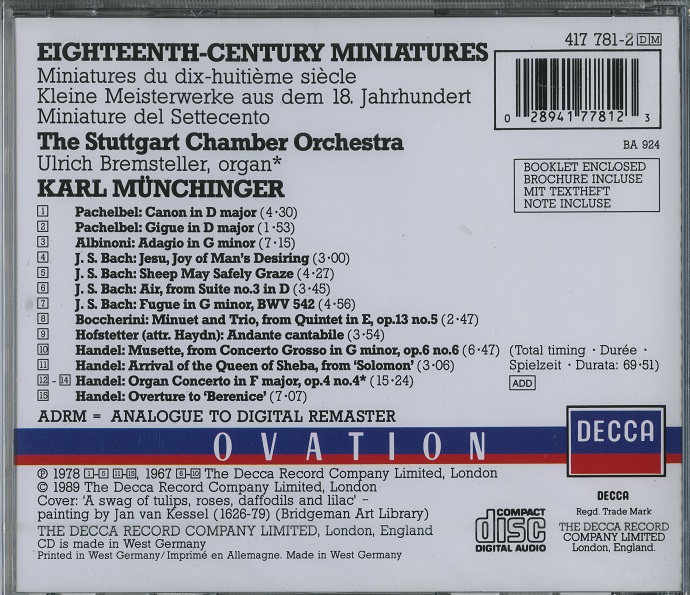 EIGHTEENTH-CENTURY MINIATURES
Miniatures du dix-huitième siècle
Kleine Meisterwerke aus dem 18. Jahrhundert
Miniature del Settecento
The Stuttgart Chamber Orchestra
Ulrich Bremsteller, organ*
KARL MÜNCHINGER
417 781-2 DM
0 28941 77812 3
BA 924
BOOKLET ENCLOSED
BROCHURE INCLUSE
MIT TEXTHEFT
NOTE INCLUSE
1 Pachelbel: Canon in D major (4·30)
2 Pachelbel: Gigue in D major (1·53)
3 Albinoni: Adagio in G minor (7·15)
4 J. S. Bach: Jesu, Joy of Man's Desiring (3·00)
5 J. S. Bach: Sheep May Safely Graze (4·27)
6 J. S. Bach: Air, from Suite no.3 in D (3·45)
7 J. S. Bach: Fugue in G minor, BWV 542 (4·56)
8 Boccherini: Minuet and Trio, from Quintet in E, op.13 no.5 (2·47)
9 Hofstetter (attr. Haydn): Andante cantabile (3·54)
10 Handel: Musette, from Concerto Grosso in G minor, op.6 no.6 (6·47)
11 Handel: Arrival of the Queen of Sheba, from 'Solomon' (3·06)
12 - 14 Handel: Organ Concerto in F major, op.4 no.4* (15·24)
15 Handel: Overture to 'Berenice' (7·07)
(Total timing · Durée ·
Spielzeit · Durata: 69·51)
ADD
ADRM = ANALOGUE TO DIGITAL REMASTER
OVATION
DECCA
℗ 1978 1-5 11-15, 1967 6-10 The Decca Record Company Limited, London
© 1989 The Decca Record Company Limited, London
Cover: 'A swag of tulips, roses, daffodils and lilac' –
painting by Jan van Kessel (1626-79) (Bridgeman Art Library)
THE DECCA RECORD COMPANY LIMITED, London, England
CD is made in West Germany
Printed in West Germany/Imprimé en Allemagne. Made in West Germany
COMPACT
disc
DIGITAL AUDIO
DECCA
Regd. Trade Mark
THE DECCA RECORD
COMPANY LIMITED
London, England.